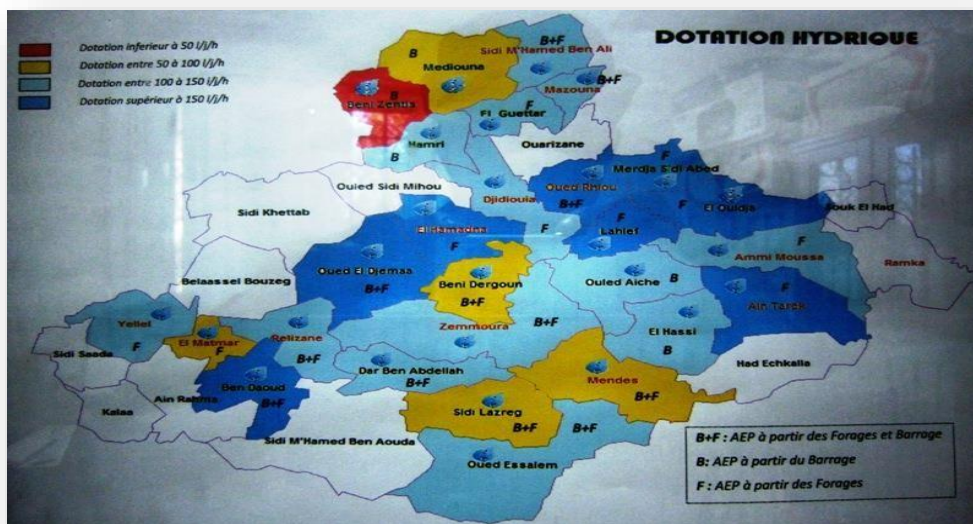 DOTATION HYDRIQUE
Dotation inferieur à 50 l/j/h
Dotation entre 50 à 100 l/j/h
Dotation entre 100 à 150 l/j/h
Dotation supérieur à 150 l/j/h
B
Mediouna
B+F
Sidi M'Hamed Ben Ali
B
Beni Zentis
B+F
Mazouna
F
El Guettar
Hamri
B
Ouarizane
F
Merdja Sidi Abed
Oued Rhiou
B+F
Oueld Sidi Mihou
Djidiouia
F
El Ouldja
F
Souk El Had
Sidi Khettab
El Hamadna
F
F
F
Lahlef
F
Ammi Moussa
Ramka
Oued El Djemaa
B+F
Belaassel Bouzeg
Beni Dergoun
B+F
Ouled Aiche
B
F
Ain Tarek
Yellel
F
El Matmar
F
Relizane
B+F
Zemmoura
B+F
El Hassi
B
Sidi Saada
Dar Ben Abdellah
B+F
Had Echkalla
Ben Daoud
B+F
Mendes
B+F
Kalaa
Ain Rahma
Sidi Lazreg
B+F
B+F
Sidi M'Hamed Ben Aouda
Oued Essalem
B+F : AEP à partir des Forages et Barrage
B: AEP à partir du Barrage
F : AEP à partir des Forages